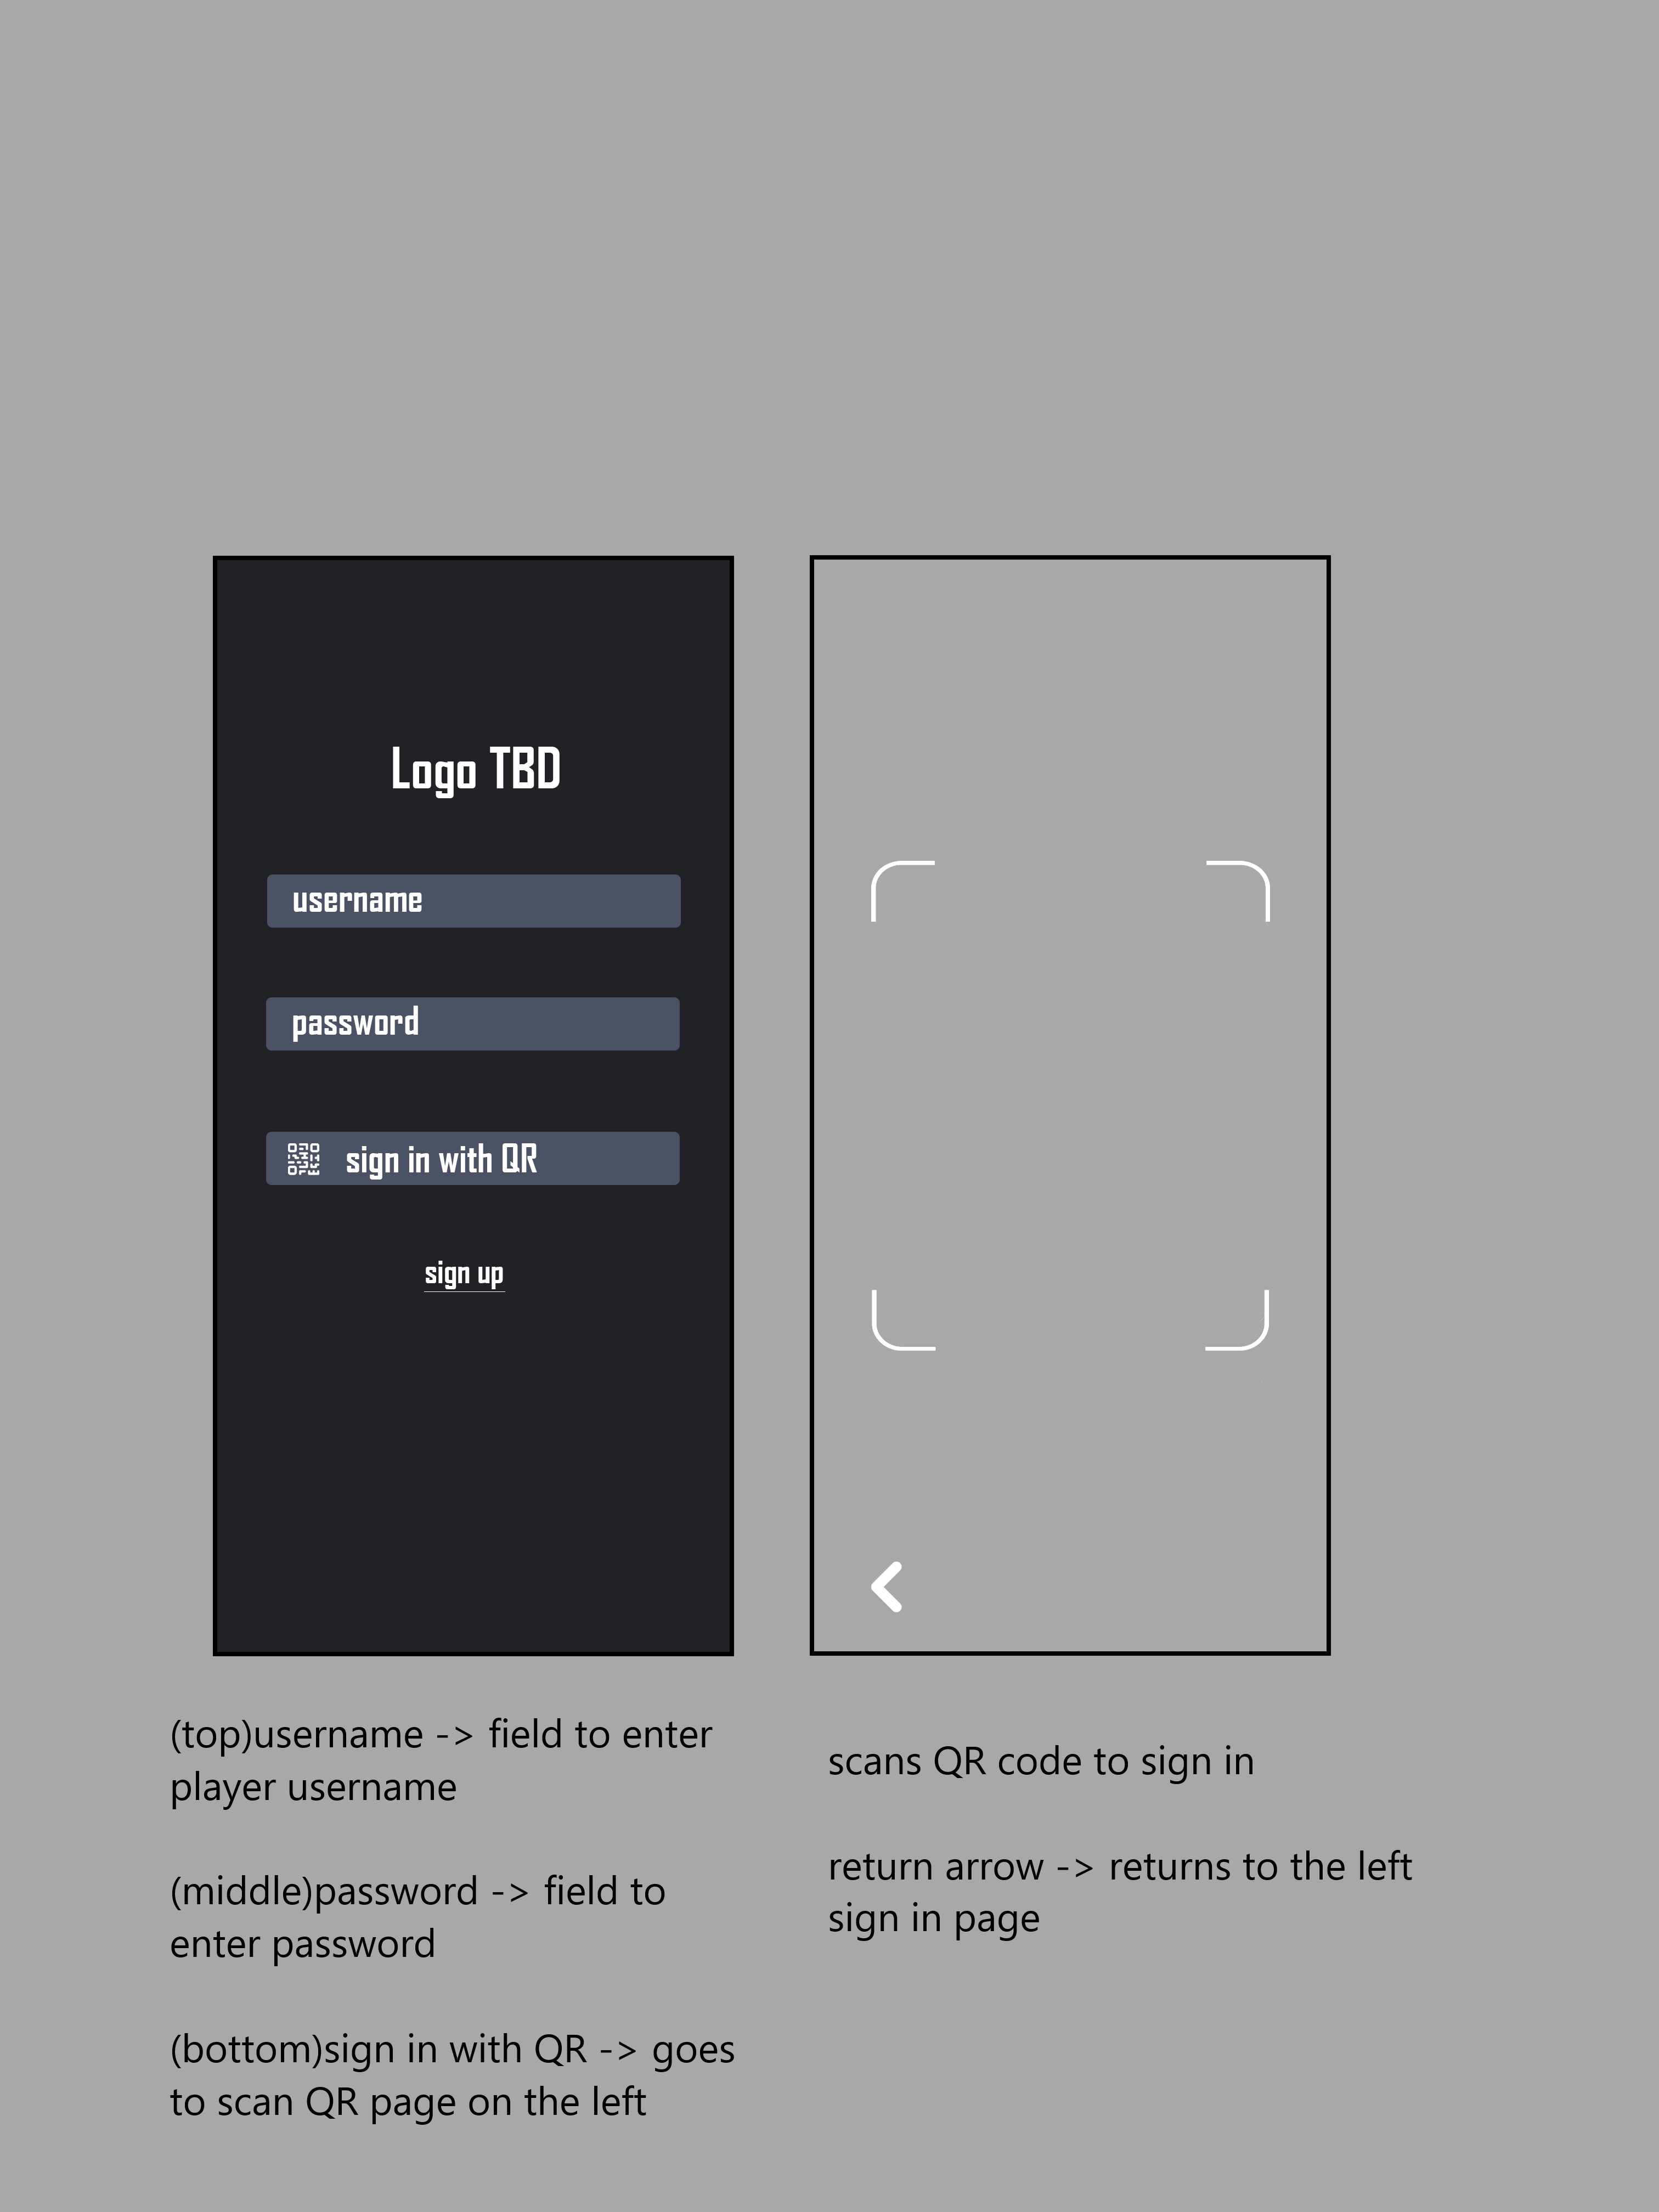 Logo TBD
username
password
sign in with QR
sign up
(top)username -> field to enter
player username
(middle)password -> field to
enter password
(bottom)sign in with QR -> goes
to scan QR page on the left
scans QR code to sign in
return arrow -> returns to the left
sign in page